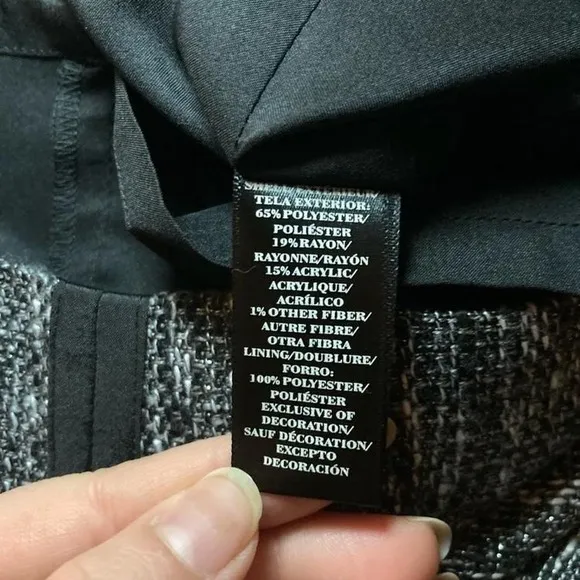 TELA EXTERIOR:
65% POLYESTER/
POLIÉSTER
19% RAYON/
RAYONNE/RAYÓN
15% ACRYLIC/
ACRYLIQUE/
ACRÍLICO
1% OTHER FIBER/
AUTRE FIBRE/
OTRA FIBRA
LINING/DOUBLURE/
FORRO:
100% POLYESTER/
POLIÉSTER
EXCLUSIVE OF
DECORATION/
SAUF DÉCORATION/
EXCEPTO
DECORACIÓN